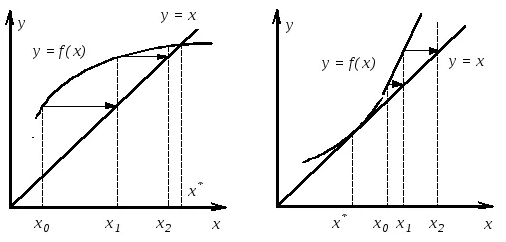 y
y = x
y = f(x)
x*
x₀ x₁ x₂ x
y
y = f(x)
y = x
x* x₀ x₁ x₂ x